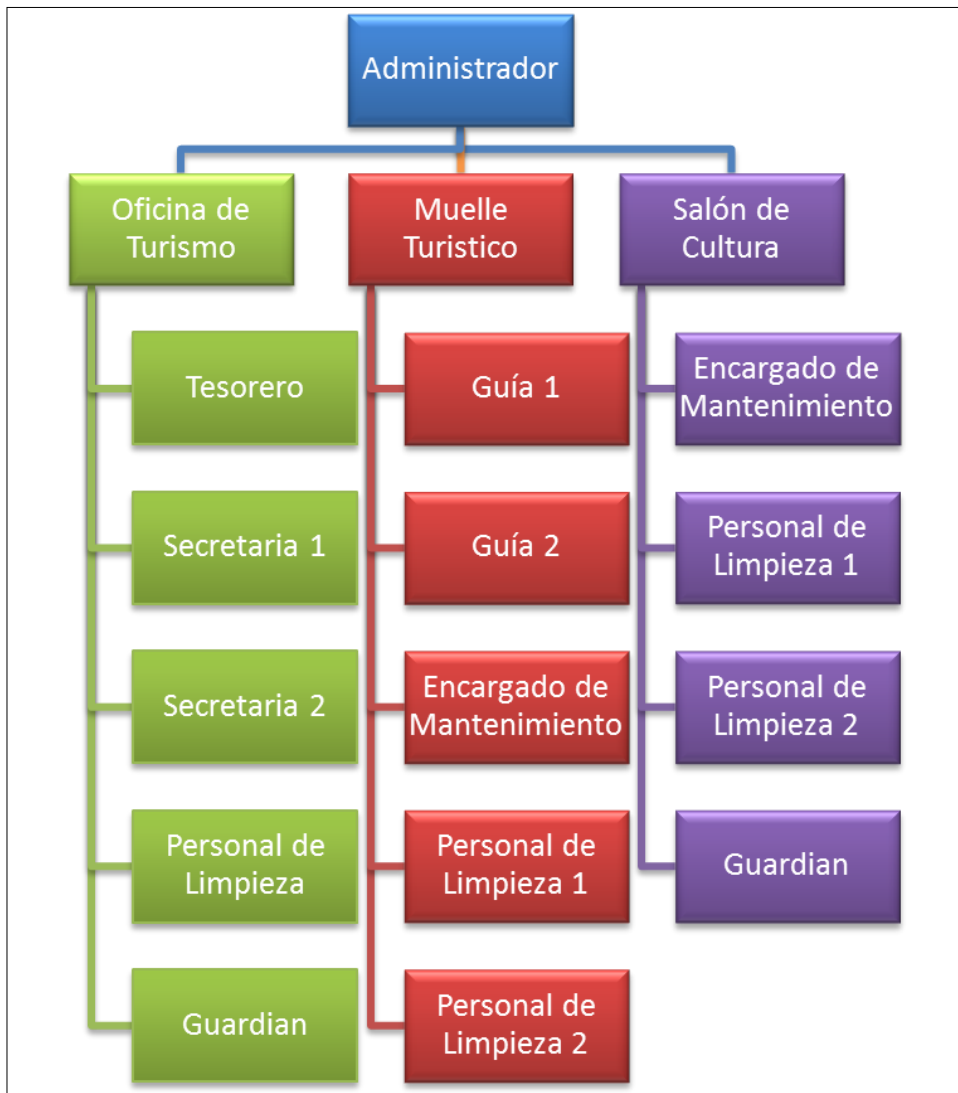 Administrador
Oficina de
Turismo
Tesorero
Secretaria 1
Secretaria 2
Personal de
Limpieza
Guardian
Muelle
Turistico
Guía 1
Guía 2
Encargado de
Mantenimiento
Personal de
Limpieza 1
Personal de
Limpieza 2
Salón de
Cultura
Encargado de
Mantenimiento
Personal de
Limpieza 1
Personal de
Limpieza 2
Guardian